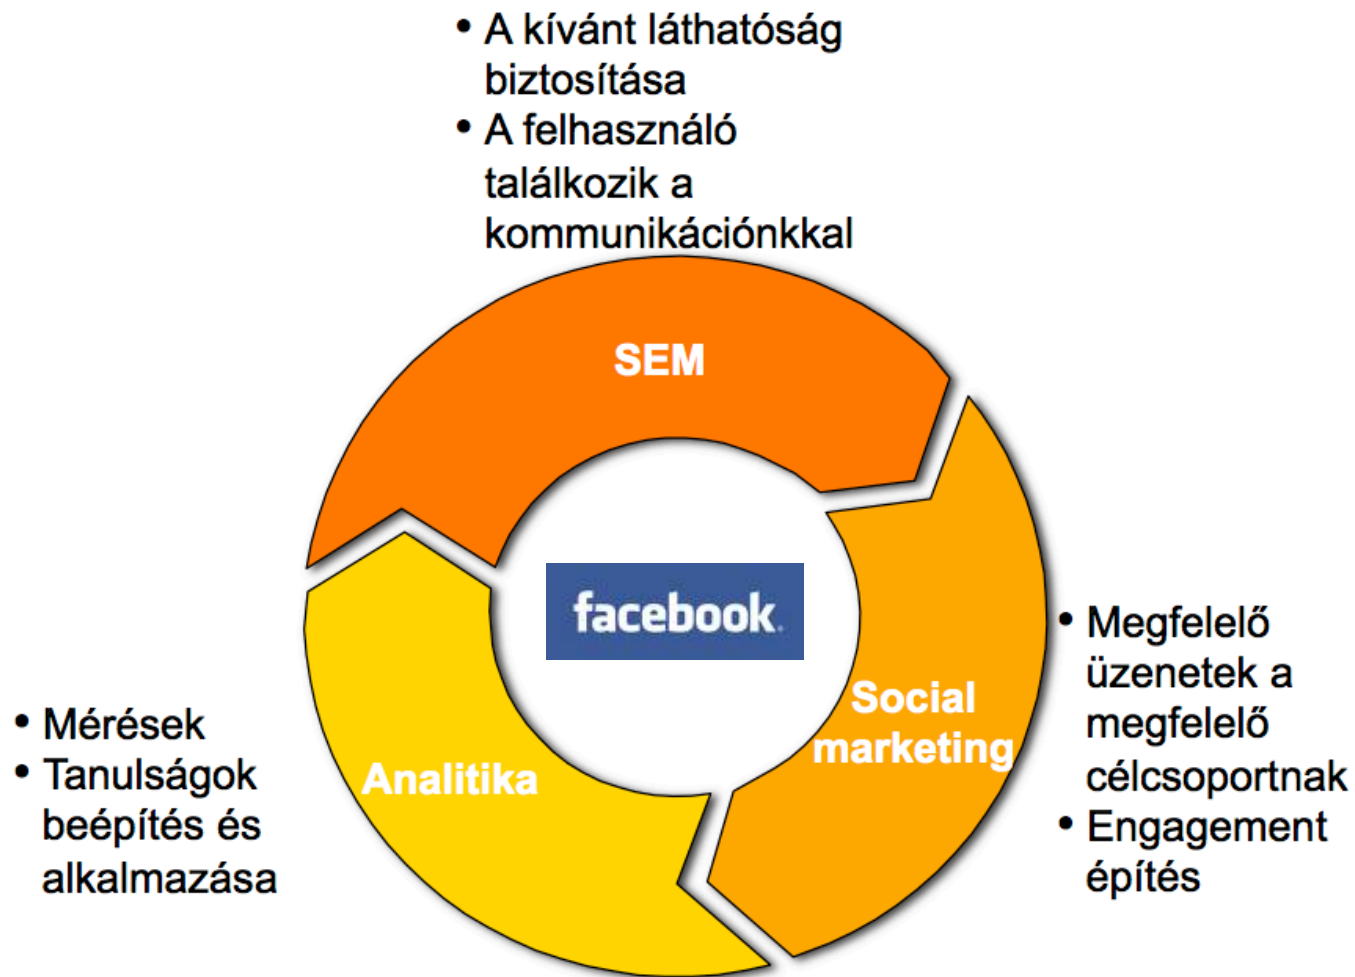 • A kívánt láthatóság
biztosítása
• A felhasználó
találkozik a
kommunikációnkkal
SEM
facebook.
Social
marketing
• Megfelelő
üzenetek a
megfelelő
célcsoportnak
• Engagement
építés
Analitika
• Mérések
• Tanulságok
beépítés és
alkalmazása